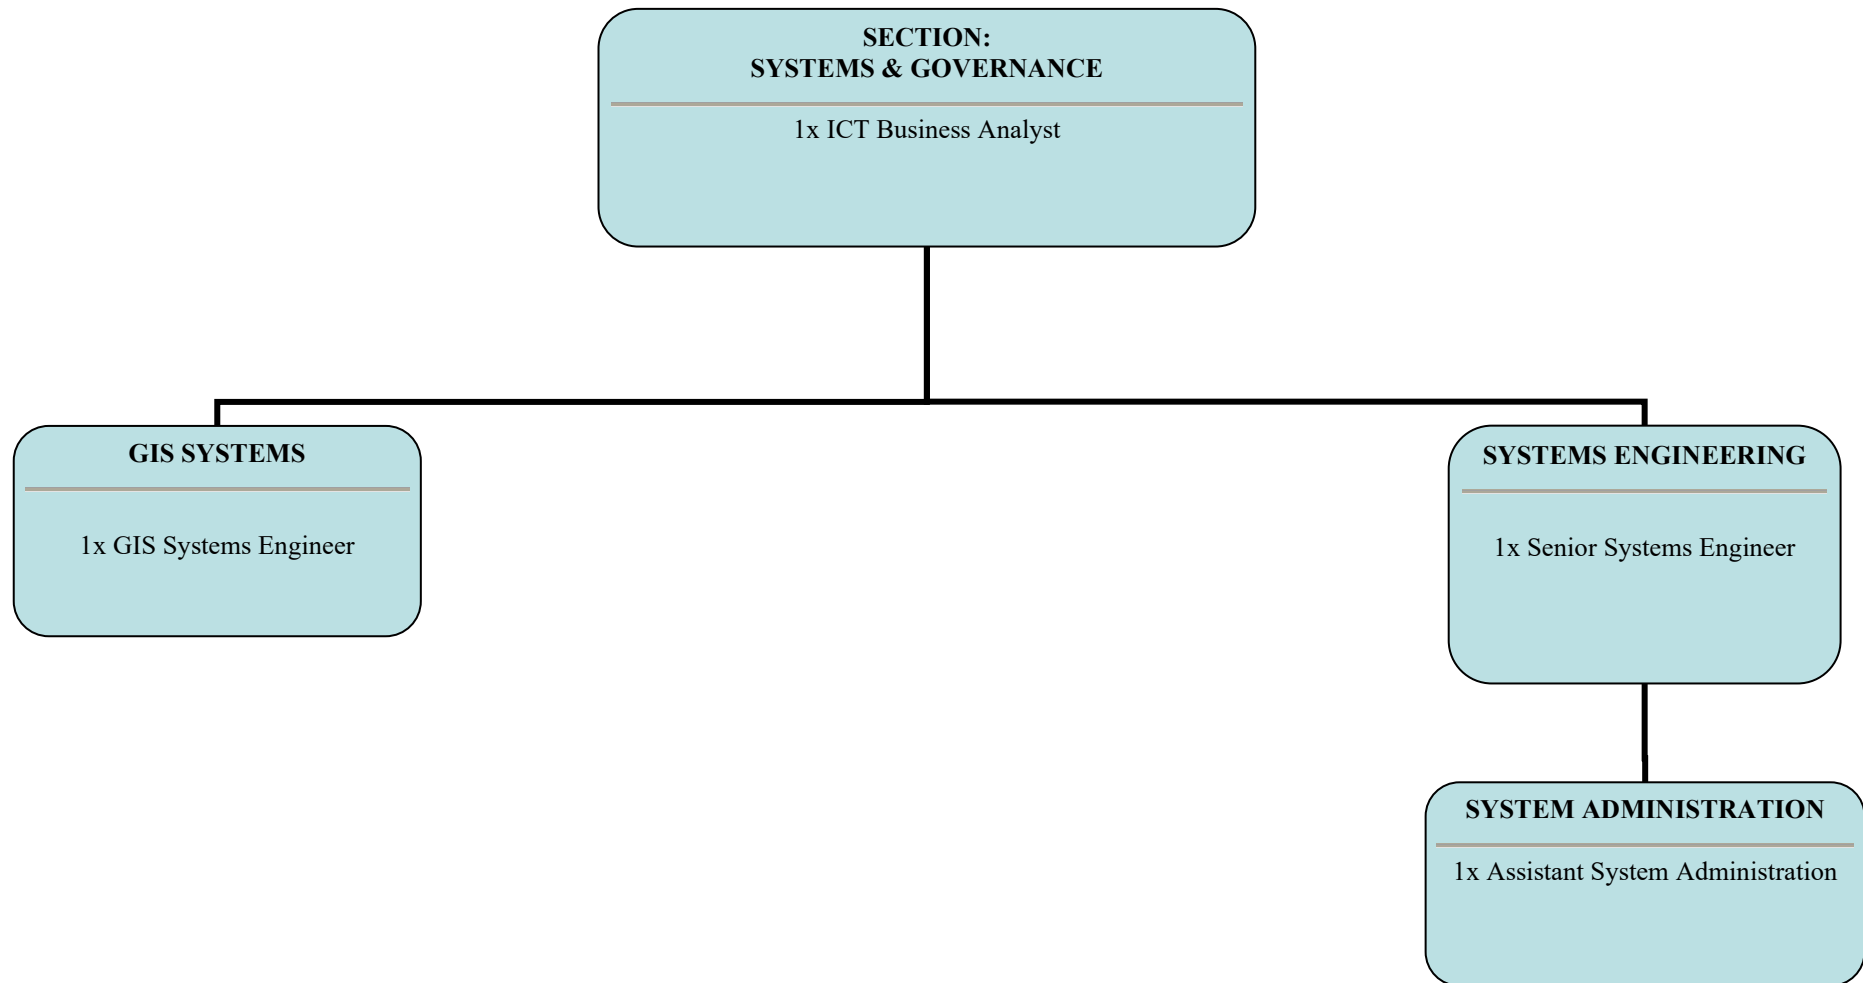 SECTION:
SYSTEMS & GOVERNANCE
1x ICT Business Analyst
GIS SYSTEMS
1x GIS Systems Engineer
SYSTEMS ENGINEERING
1x Senior Systems Engineer
SYSTEM ADMINISTRATION
1x Assistant System Administration